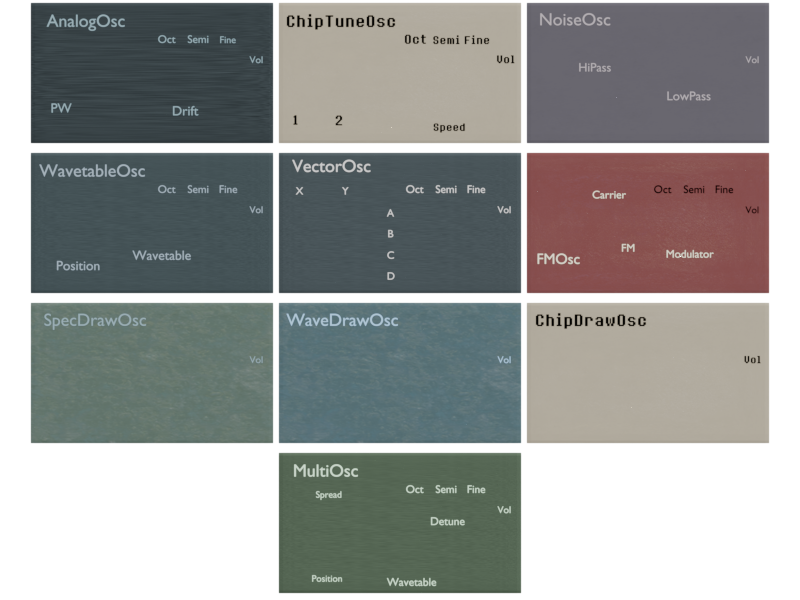 AnalogOsc
Oct Semi Fine
Vol
PW
Drift
ChipTuneOsc
Oct Semi Fine
Vol
1 2
Speed
NoiseOsc
Vol
HiPass
LowPass
WavetableOsc
Oct Semi Fine
Vol
Wavetable
Position
VectorOsc
X Y Oct Semi Fine
A Vol
B
C
D
Carrier Oct Semi Fine
Vol
FM Modulator
FMOsc
SpecDrawOsc
Vol
WaveDrawOsc
Vol
ChipDrawOsc
Vol
MultiOsc
Spread Oct Semi Fine
Vol
Detune
Position Wavetable